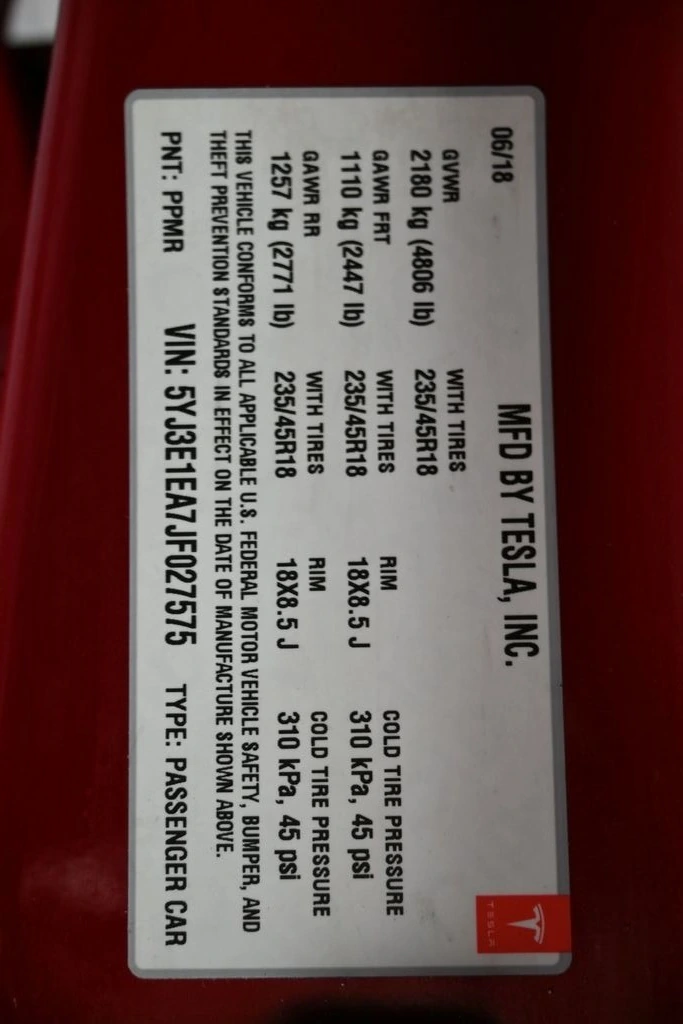 06/18 MFD BY TESLA, INC. TESLA
GVWR WITH TIRES
2180 kg (4806 lb) 235/45R18
GAWR FRT WITH TIRES RIM COLD TIRE PRESSURE
1110 kg (2447 lb) 235/45R18 18X8.5 J 310 kPa, 45 psi
GAWR RR WITH TIRES RIM COLD TIRE PRESSURE
1257 kg (2771 lb) 235/45R18 18X8.5 J 310 kPa, 45 psi
THIS VEHICLE CONFORMS TO ALL APPLICABLE U.S. FEDERAL MOTOR VEHICLE SAFETY, BUMPER, AND
THEFT PREVENTION STANDARDS IN EFFECT ON THE DATE OF MANUFACTURE SHOWN ABOVE.
PNT: PPMR VIN: 5YJ3E1EA7JF027575 TYPE: PASSENGER CAR